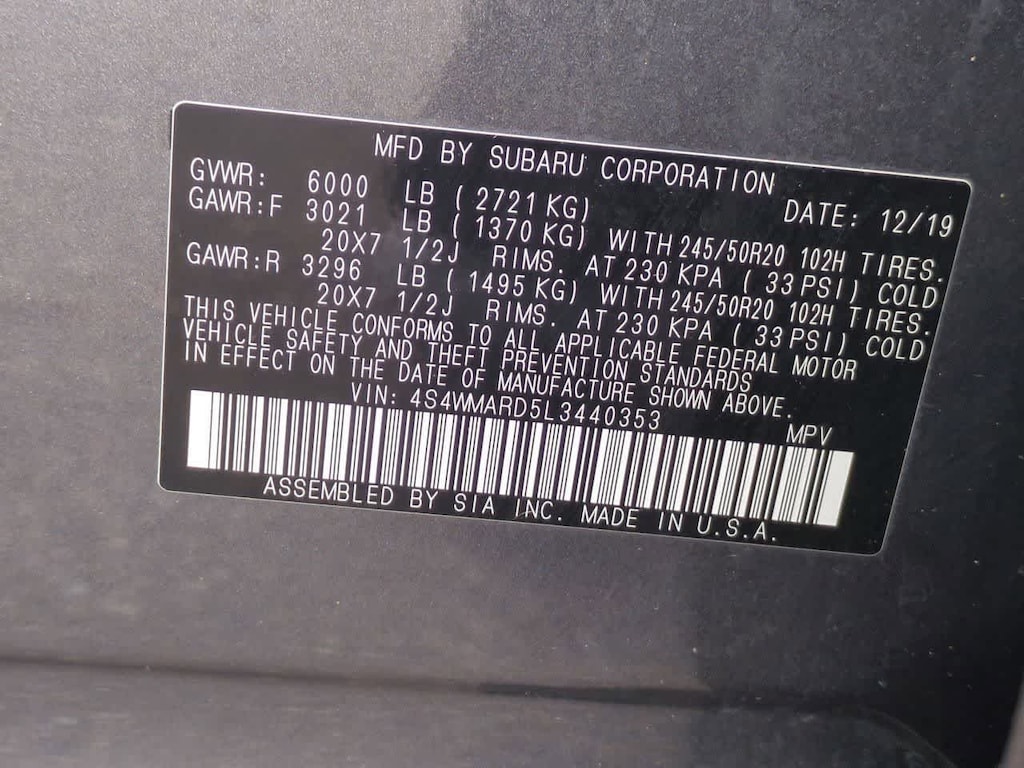 MFD BY SUBARU CORPORATION
GVWR: 6000 LB ( 2721 KG) DATE: 12/19
GAWR:F 3021 LB ( 1370 KG) WITH 245/50R20 102H TIRES.
20X7 1/2J RIMS. AT 230 KPA ( 33 PSI) COLD
GAWR:R 3296 LB ( 1495 KG) WITH 245/50R20 102H TIRES.
20X7 1/2J RIMS. AT 230 KPA ( 33 PSI) COLD
THIS VEHICLE CONFORMS TO ALL APPLICABLE FEDERAL MOTOR
VEHICLE SAFETY AND THEFT PREVENTION STANDARDS
IN EFFECT ON THE DATE OF MANUFACTURE SHOWN ABOVE.
VIN: 4S4WMARD5L3440353 MPV
ASSEMBLED BY SIA INC. MADE IN U.S.A.